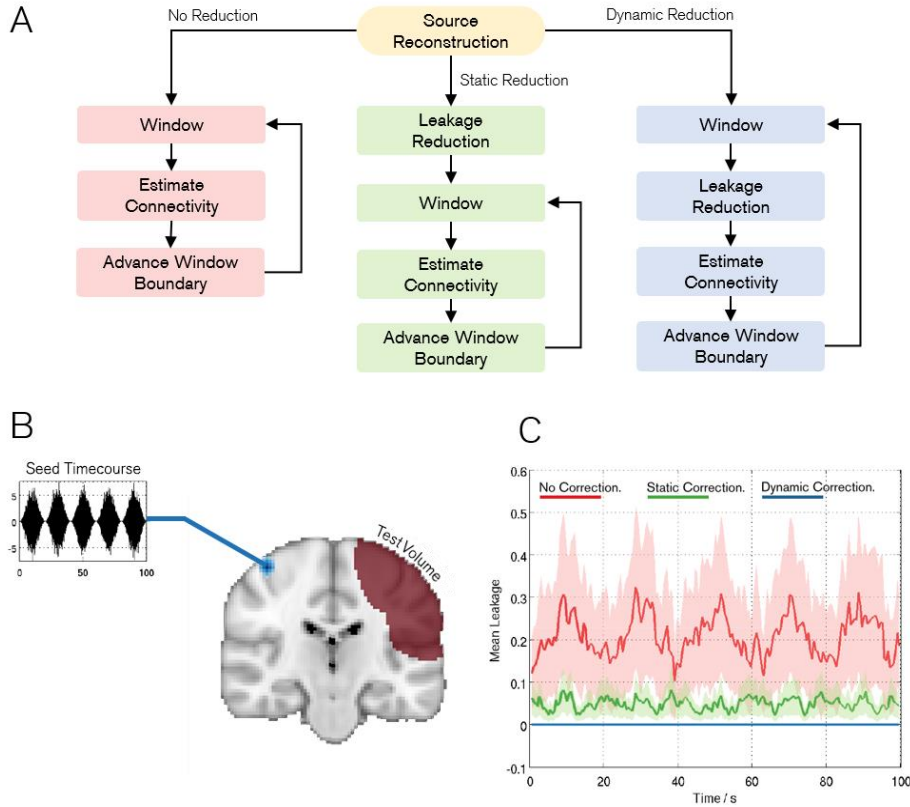 A
No Reduction
Source
Reconstruction
Dynamic Reduction
Static Reduction
Window
Estimate
Connectivity
Advance Window
Boundary
Leakage
Reduction
Window
Estimate
Connectivity
Advance Window
Boundary
Window
Leakage
Reduction
Estimate
Connectivity
Advance Window
Boundary
B
Seed Timecourse
5
0
-5
0 50 100
Test Volume
C
No Correction.
Static Correction.
Dynamic Correction.
Mean Leakage
0.6
0.5
0.4
0.3
0.2
0.1
0
-0.1
0 20 40 60 80 100
Time / s